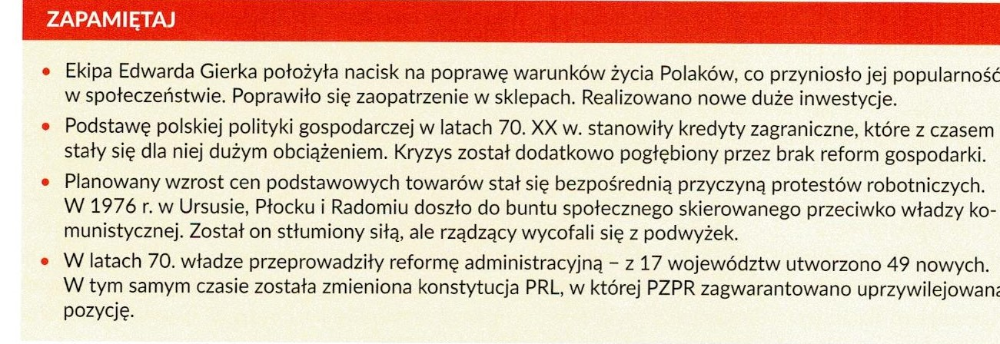 ZAPAMIĘTAJ
• Ekipa Edwarda Gierka położyła nacisk na poprawę warunków życia Polaków, co przyniosło jej popularność
w społeczeństwie. Poprawiło się zaopatrzenie w sklepach. Realizowano nowe duże inwestycje.
• Podstawę polskiej polityki gospodarczej w latach 70. XX w. stanowiły kredyty zagraniczne, które z czasem
stały się dla niej dużym obciążeniem. Kryzys został dodatkowo pogłębiony przez brak reform gospodarki.
• Planowany wzrost cen podstawowych towarów stał się bezpośrednią przyczyną protestów robotniczych.
W 1976 r. w Ursusie, Płocku i Radomiu doszło do buntu społecznego skierowanego przeciwko władzy ko-
munistycznej. Został on stłumiony siłą, ale rządzący wycofali się z podwyżek.
• W latach 70. władze przeprowadziły reformę administracyjną – z 17 województw utworzono 49 nowych.
W tym samym czasie została zmieniona konstytucja PRL, w której PZPR zagwarantowano uprzywilejowaną
pozycję.